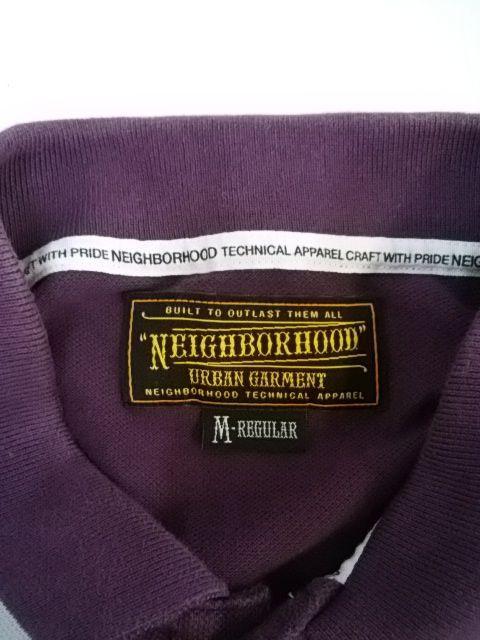 FT WITH PRIDE NEIGHBORHOOD TECHNICAL APPAREL CRAFT WITH PRIDE NEIG
BUILT TO OUTLAST THEM ALL
"NEIGHBORHOOD"
URBAN GARMENT
NEIGHBORHOOD TECHNICAL APPAREL
M-REGULAR